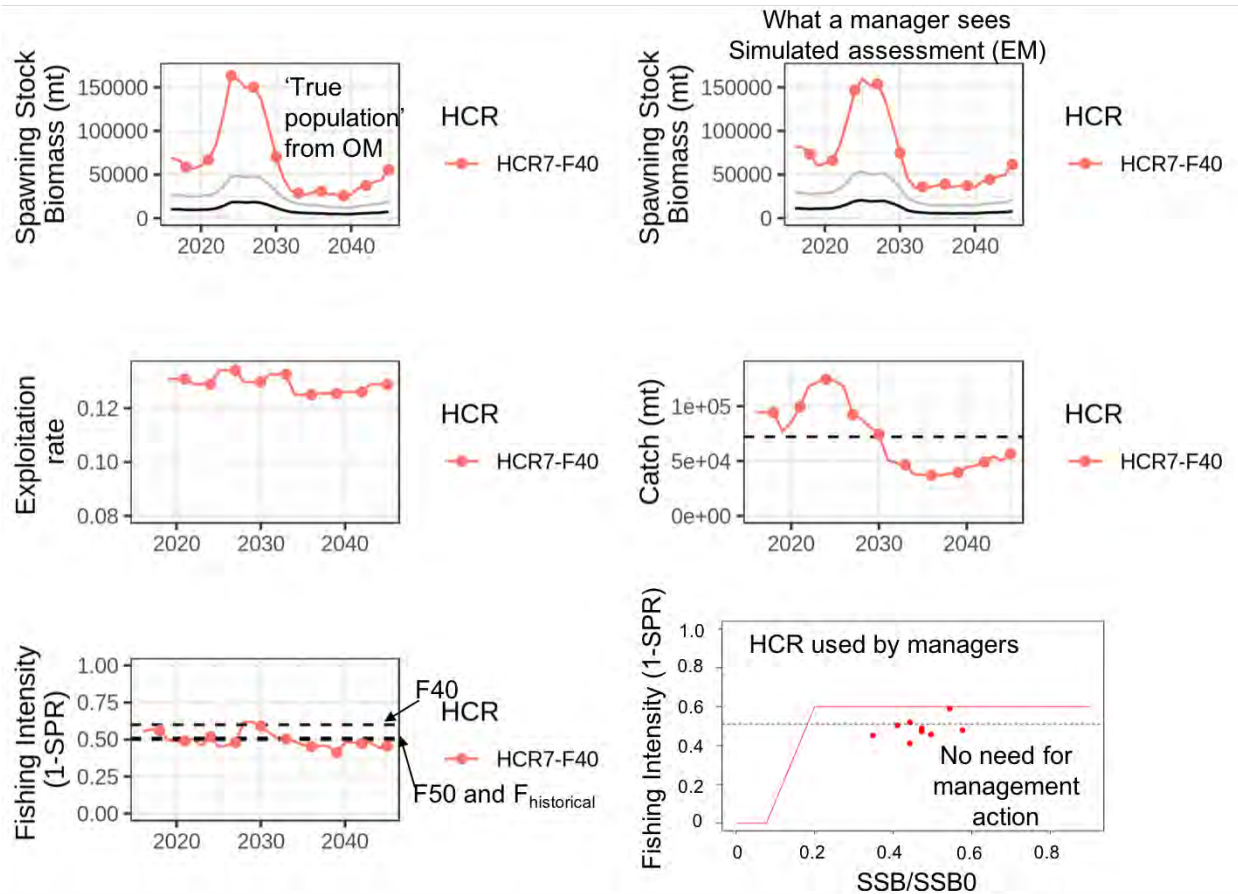 What a manager sees
Simulated assessment (EM)
Spawning Stock
Biomass (mt)
150000
100000
50000
0
2020
2030
2040
'True
population'
from OM
HCR
HCR7-F40
Spawning Stock
Biomass (mt)
150000
100000
50000
0
2020
2030
2040
HCR
HCR7-F40
Exploitation
rate
0.12
0.10
0.08
2020
2030
2040
HCR
HCR7-F40
Catch (mt)
1e+05
5e+04
0e+00
2020
2030
2040
HCR
HCR7-F40
Fishing Intensity
(1-SPR)
1.00
0.75
0.50
0.25
0.00
2020
2030
2040
F40
HCR
HCR7-F40
F50 and Fhistorical
Fishing Intensity (1-SPR)
1.0
0.8
0.6
0.4
0.2
0
HCR used by managers
No need for
management
action
0
0.2
0.4
0.6
0.8
SSB/SSB0